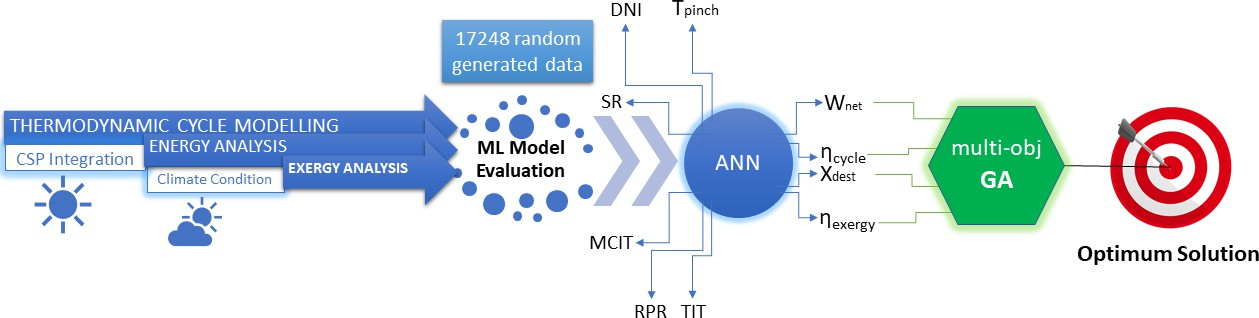 THERMODYNAMIC CYCLE MODELLING
CSP Integration
ENERGY ANALYSIS
Climate Condition
EXERGY ANALYSIS
17248 random
generated data
ML Model
Evaluation
DNI
Tpinch
SR
ANN
MCIT
RPR
TIT
Wnet
ηcycle
Xdest
ηexergy
multi-obj
GA
Optimum Solution